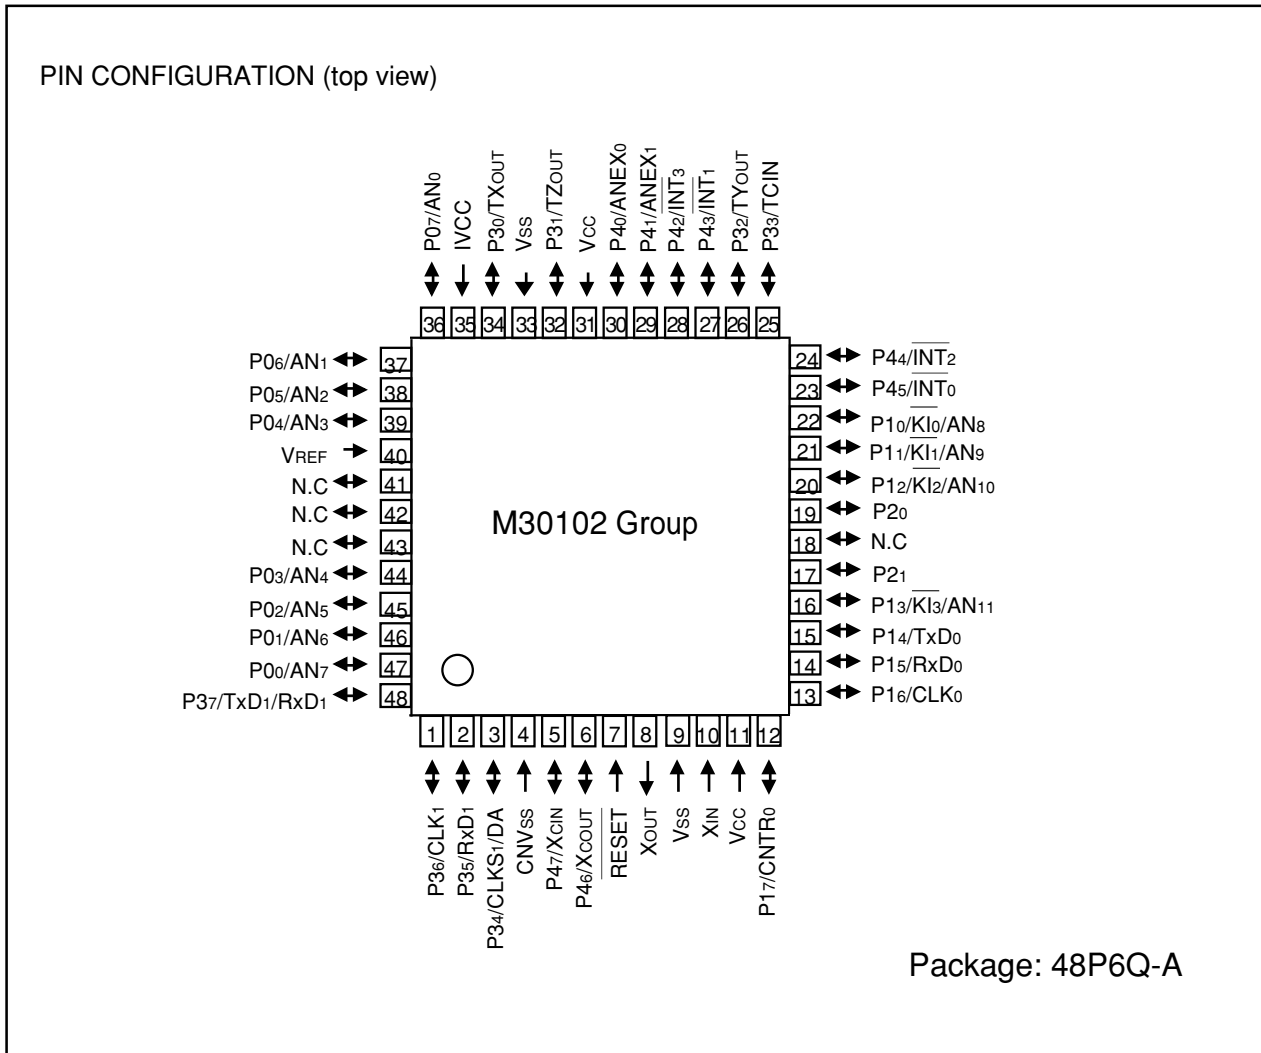 PIN CONFIGURATION (top view)
P07/AN0
IVCC
P30/TXOUT
VSS
P31/TZOUT
VCC
P40/ANEX0
P41/ANEX1
P42/INT3
P43/INT1
P32/TYOUT
P33/TCIN
36
35
34
33
32
31
30
29
28
27
26
25
P06/AN1
37
P05/AN2
38
P04/AN3
39
VREF
40
N.C
41
N.C
42
N.C
43
P03/AN4
44
P02/AN5
45
P01/AN6
46
P00/AN7
47
P37/TxD1/RxD1
48
M30102 Group
24
P44/INT2
23
P45/INT0
22
P10/KI0/AN8
21
P11/KI1/AN9
20
P12/KI2/AN10
19
P20
18
N.C
17
P21
16
P13/KI3/AN11
15
P14/TxD0
14
P15/RxD0
13
P16/CLK0
1
2
3
4
5
6
7
8
9
10
11
12
P36/CLK1
P35/RxD1
P34/CLKS1/DA
CNVSS
P47/XCIN
P46/XCOUT
RESET
XOUT
VSS
XIN
VCC
P17/CNTR0
Package: 48P6Q-A